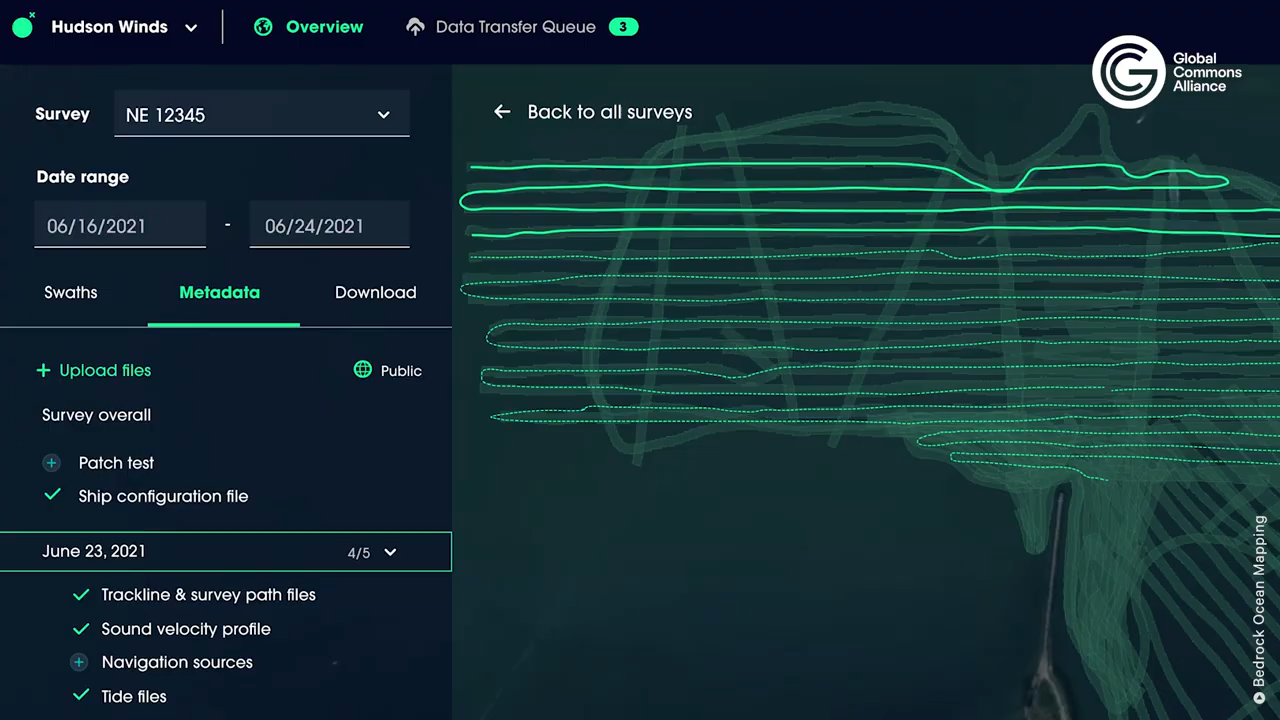 Hudson Winds
Overview
Data Transfer Queue 3
Global
Commons
Alliance
Survey
NE 12345
Back to all surveys
Date range
06/16/2021 - 06/24/2021
Swaths
Metadata
Download
Upload files
Public
Survey overall
Patch test
Ship configuration file
June 23, 2021
4/5
Trackline & survey path files
Sound velocity profile
Navigation sources
Tide files
Bedrock Ocean Mapping